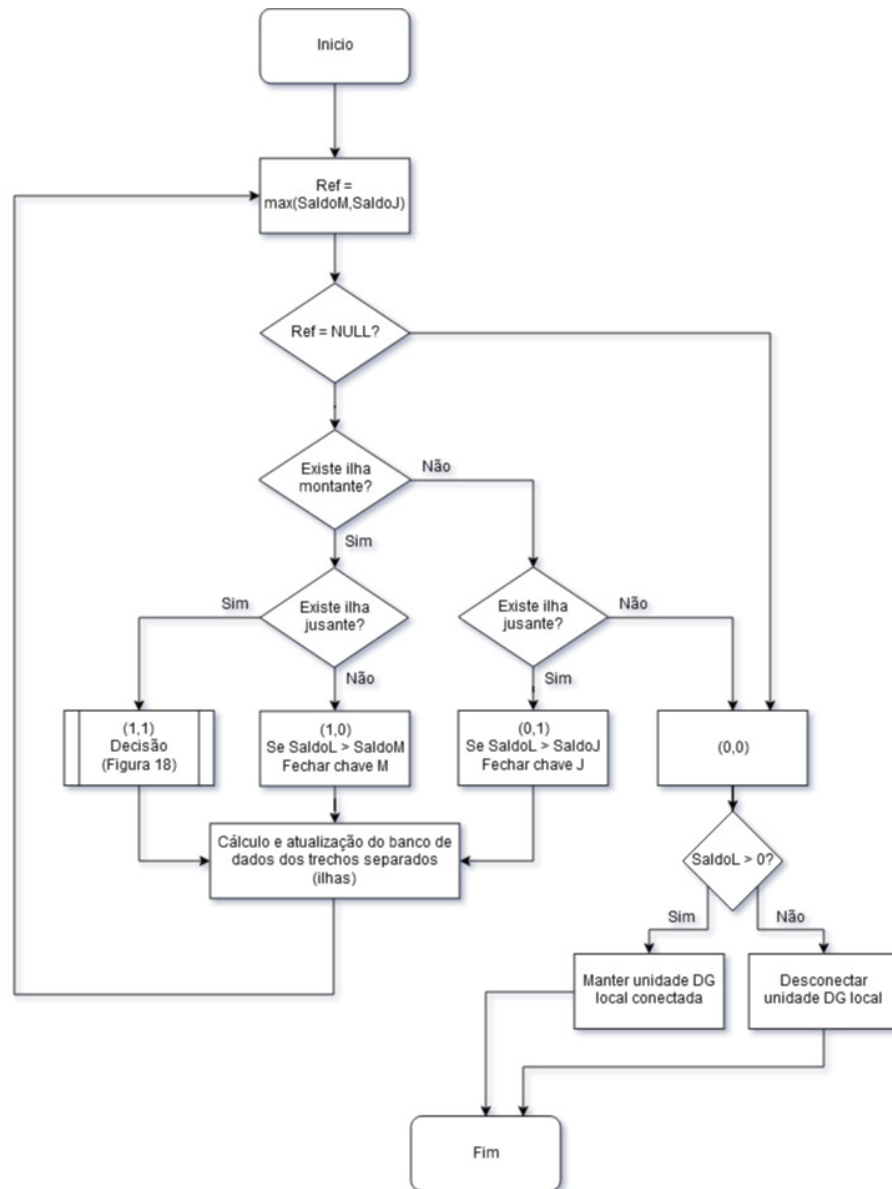 Inicio
Ref =
max(SaldoM,SaldoJ)
Ref = NULL?
Existe ilha
montante?
Não
Sim
Existe ilha
jusante?
Sim
Não
Existe ilha
jusante?
Não
Sim
(1,1)
Decisão
(Figura 18)
(1,0)
Se SaldoL > SaldoM
Fechar chave M
(0,1)
Se SaldoL > SaldoJ
Fechar chave J
(0,0)
Cálculo e atualização do banco de
dados dos trechos separados
(ilhas)
SaldoL > 0?
Sim
Não
Manter unidade DG
local conectada
Desconectar
unidade DG local
Fim